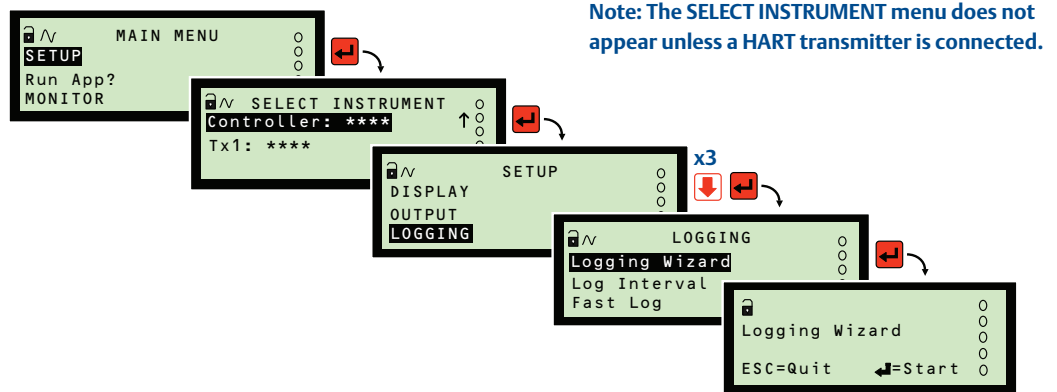 Note: The SELECT INSTRUMENT menu does not
appear unless a HART transmitter is connected.
MAIN MENU
SETUP
Run App?
MONITOR
SELECT INSTRUMENT
Controller: ****
Tx1: ****
SETUP
DISPLAY
OUTPUT
LOGGING
x3
LOGGING
Logging Wizard
Log Interval
Fast Log
Logging Wizard
ESC=Quit ↵=Start